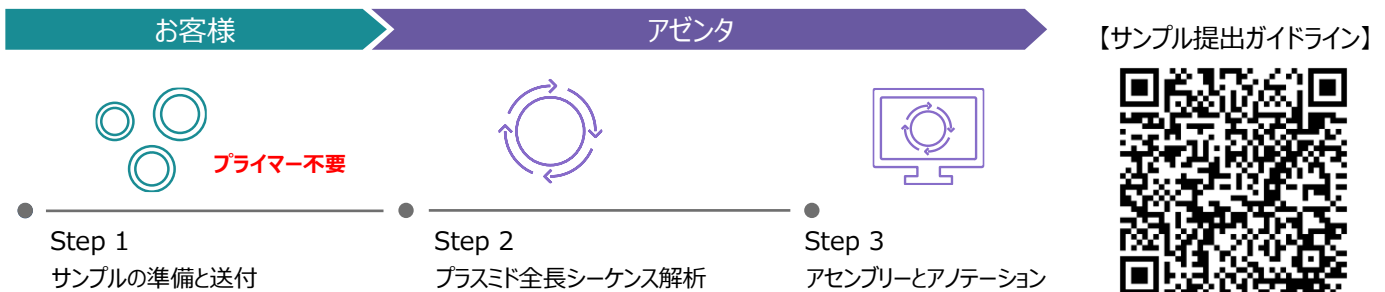 お客様
アゼンタ
【サンプル提出ガイドライン】
プライマー不要
Step 1
サンプルの準備と送付
Step 2
プラスミド全長シーケンス解析
Step 3
アセンブリーとアノテーション